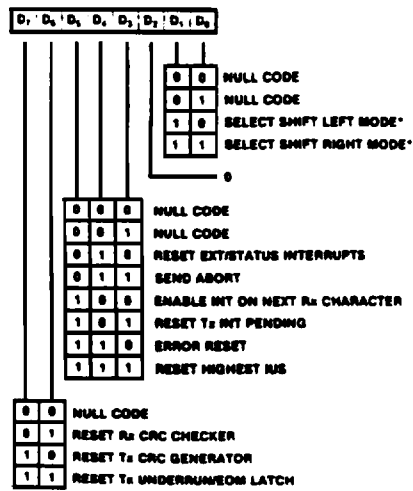 D7 D6 D5 D4 D3 D2 D1 D0
0 0 NULL CODE
0 1 NULL CODE
1 0 SELECT SHIFT LEFT MODE*
1 1 SELECT SHIFT RIGHT MODE*
0
0 0 0 NULL CODE
0 0 1 NULL CODE
0 1 0 RESET EXT/STATUS INTERRUPTS
0 1 1 SEND ABORT
1 0 0 ENABLE INT ON NEXT Rx CHARACTER
1 0 1 RESET Tx INT PENDING
1 1 0 ERROR RESET
1 1 1 RESET HIGHEST IUS
0 0 NULL CODE
0 1 RESET Rx CRC CHECKER
1 0 RESET Tx CRC GENERATOR
1 1 RESET Tx UNDERRUN/EOM LATCH